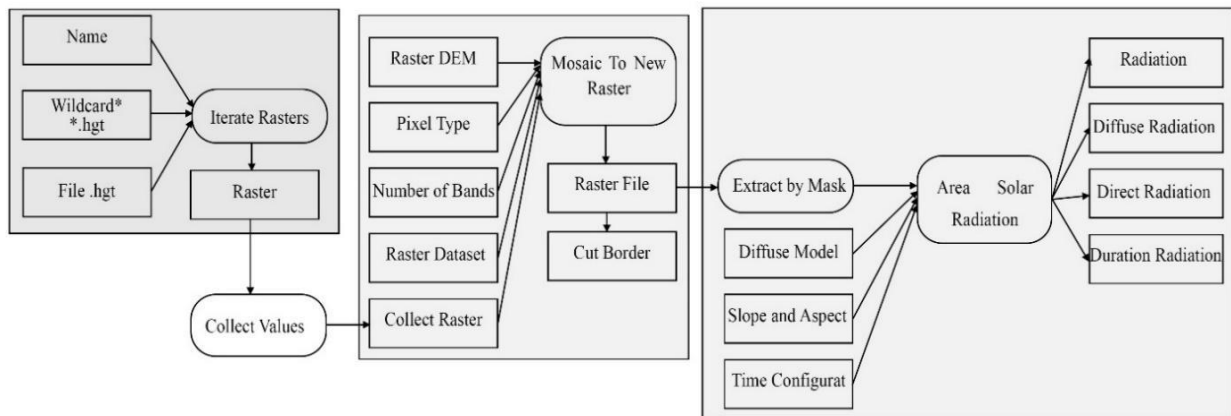 Name
Wildcard*
*.hgt
File .hgt
Iterate Rasters
Raster
Collect Values
Raster DEM
Pixel Type
Number of Bands
Raster Dataset
Collect Raster
Mosaic To New
Raster
Raster File
Cut Border
Extract by Mask
Diffuse Model
Slope and Aspect
Time Configurat
Area Solar
Radiation
Radiation
Diffuse Radiation
Direct Radiation
Duration Radiation